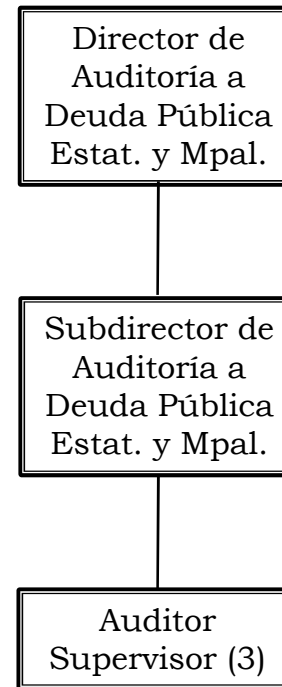 Director de
Auditoría a
Deuda Pública
Estat. y Mpal.
Subdirector de
Auditoría a
Deuda Pública
Estat. y Mpal.
Auditor
Supervisor (3)